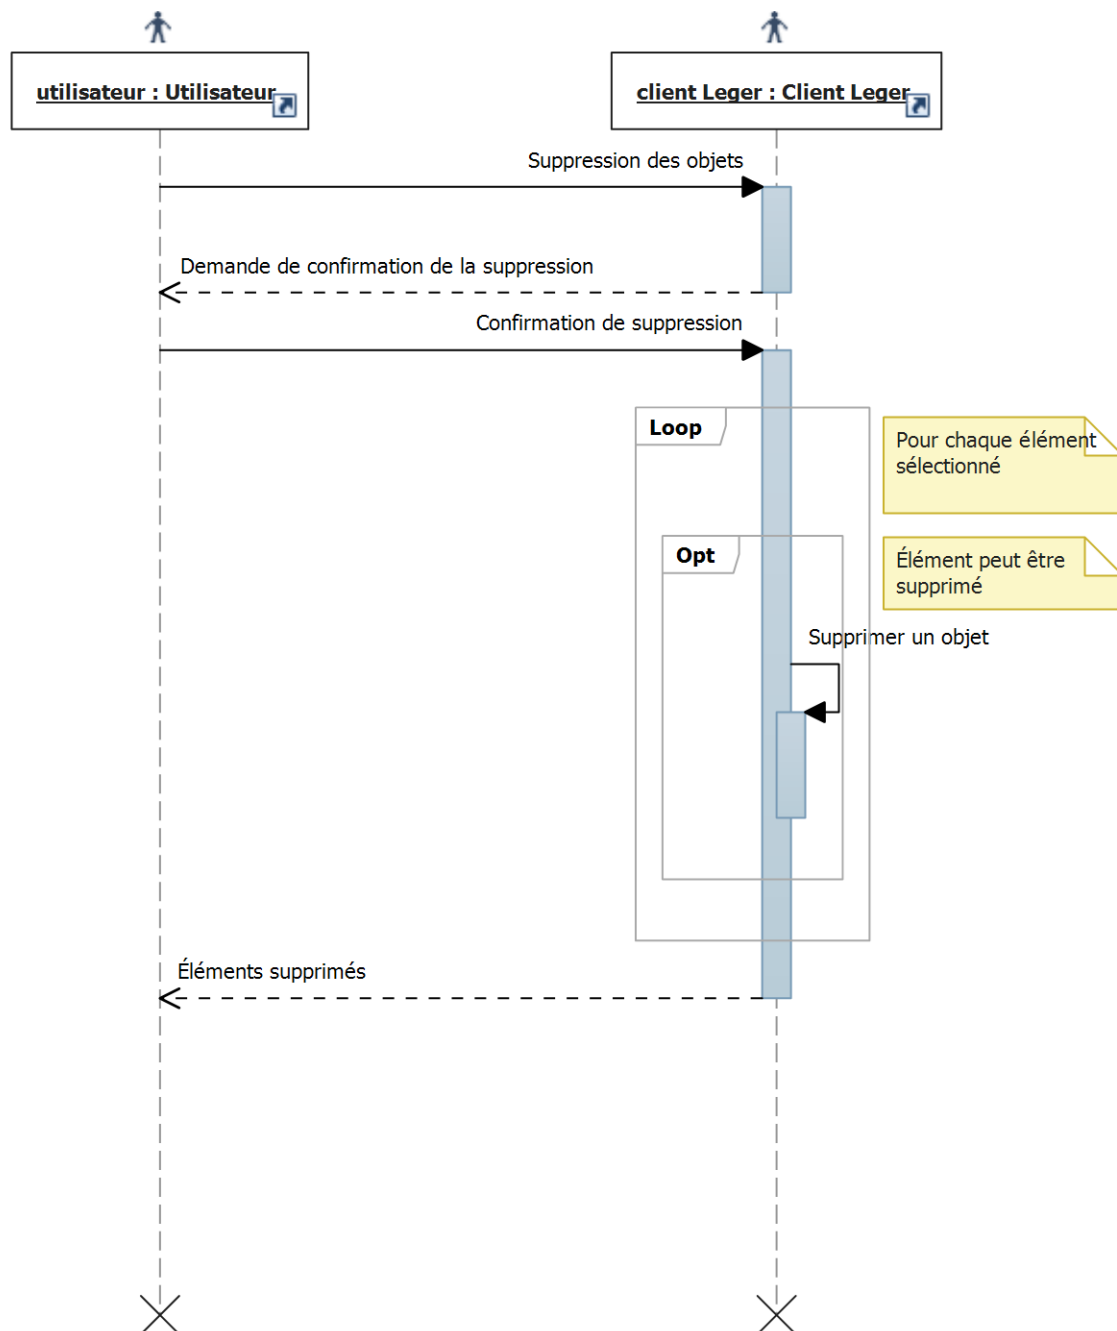 utilisateur : Utilisateur
client Leger : Client Leger
Suppression des objets
Demande de confirmation de la suppression
Confirmation de suppression
Loop
Pour chaque élément
sélectionné
Opt
Élément peut être
supprimé
Supprimer un objet
Éléments supprimés